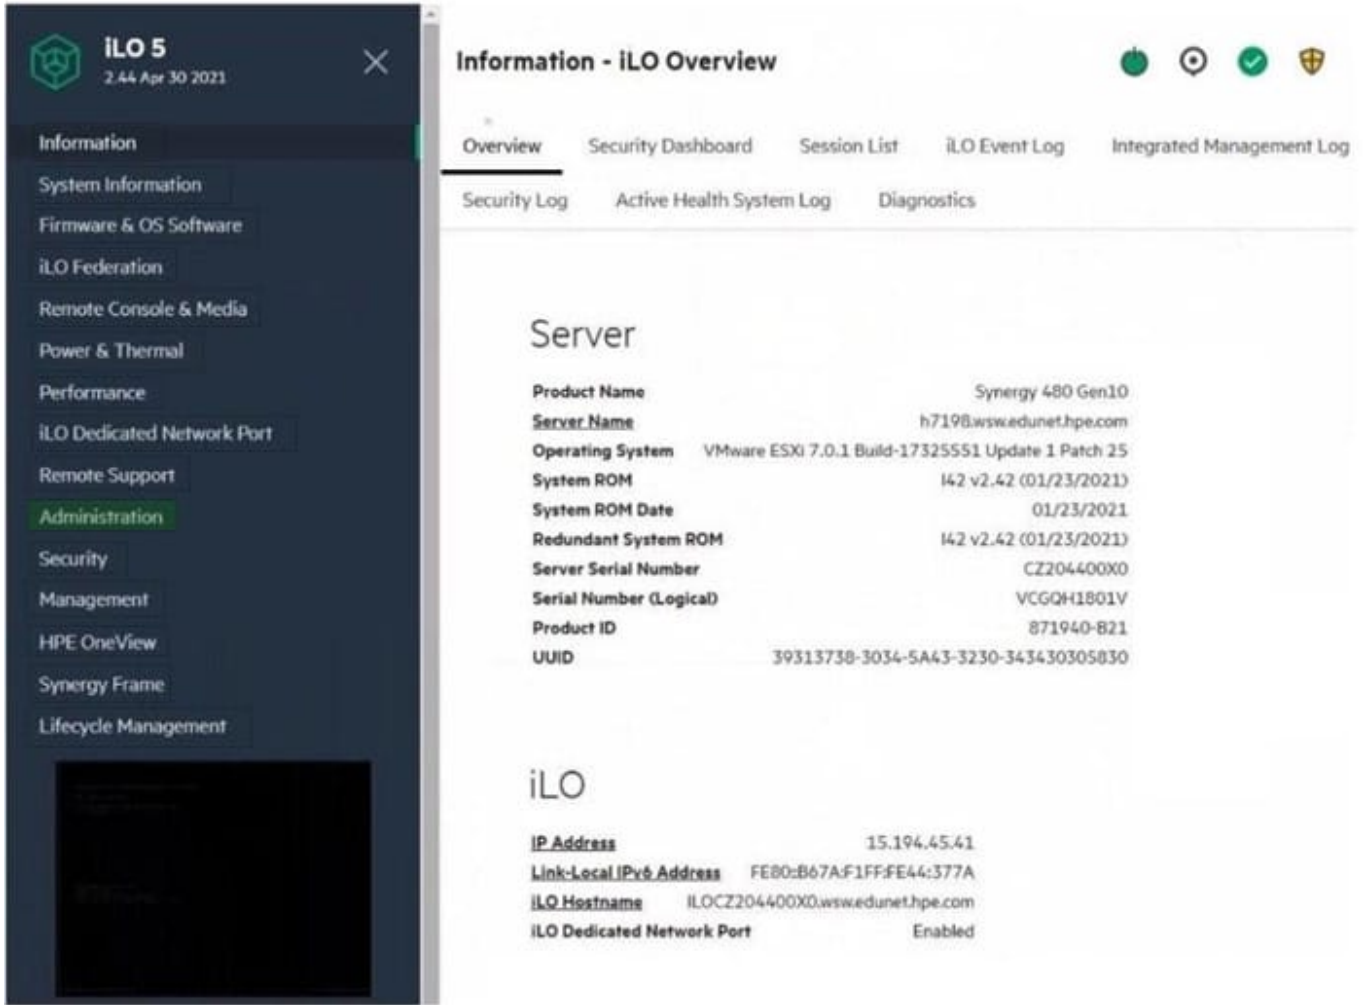 iLO 5
2.44 Apr 30 2021
Information
System Information
Firmware & OS Software
iLO Federation
Remote Console & Media
Power & Thermal
Performance
iLO Dedicated Network Port
Remote Support
Administration
Security
Management
HPE OneView
Synergy Frame
Lifecycle Management
Information - iLO Overview
Overview Security Dashboard Session List iLO Event Log Integrated Management Log
Security Log Active Health System Log Diagnostics
Server
Product Name Synergy 480 Gen10
Server Name h7198.wsw.edunet.hpe.com
Operating System VMware ESXi 7.0.1 Build-17325551 Update 1 Patch 25
System ROM I42 v2.42 (01/23/2021)
System ROM Date 01/23/2021
Redundant System ROM I42 v2.42 (01/23/2021)
Server Serial Number CZ204400X0
Serial Number (Logical) VCGQH1801V
Product ID 871940-B21
UUID 39313738-3034-5A43-3230-343430305830
iLO
IP Address 15.194.45.41
Link-Local IPv6 Address FE80::B67A:F1FF:FE44:377A
iLO Hostname ILOCZ204400X0.wsw.edunet.hpe.com
iLO Dedicated Network Port Enabled